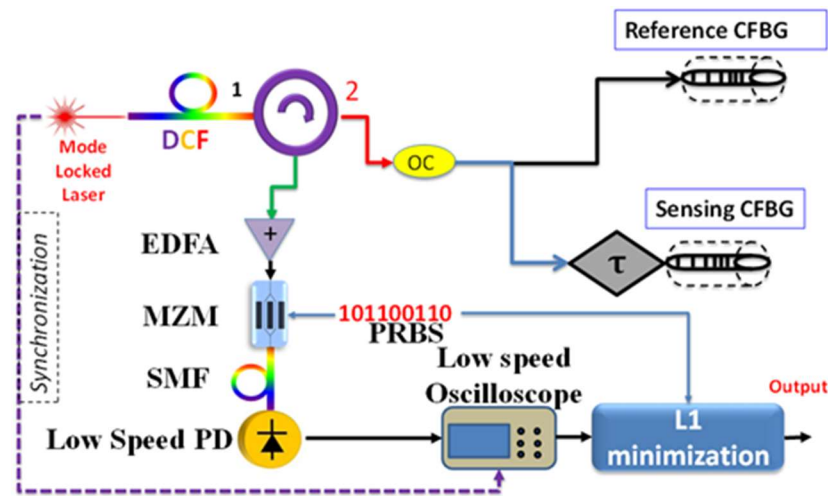 Reference CFBG
1
2
DCF
Mode
Locked
Laser
OC
Sensing CFBG
τ
Synchronization
EDFA
+
MZM
101100110
PRBS
SMF
Low speed
Oscilloscope
Output
Low Speed PD
L1
minimization